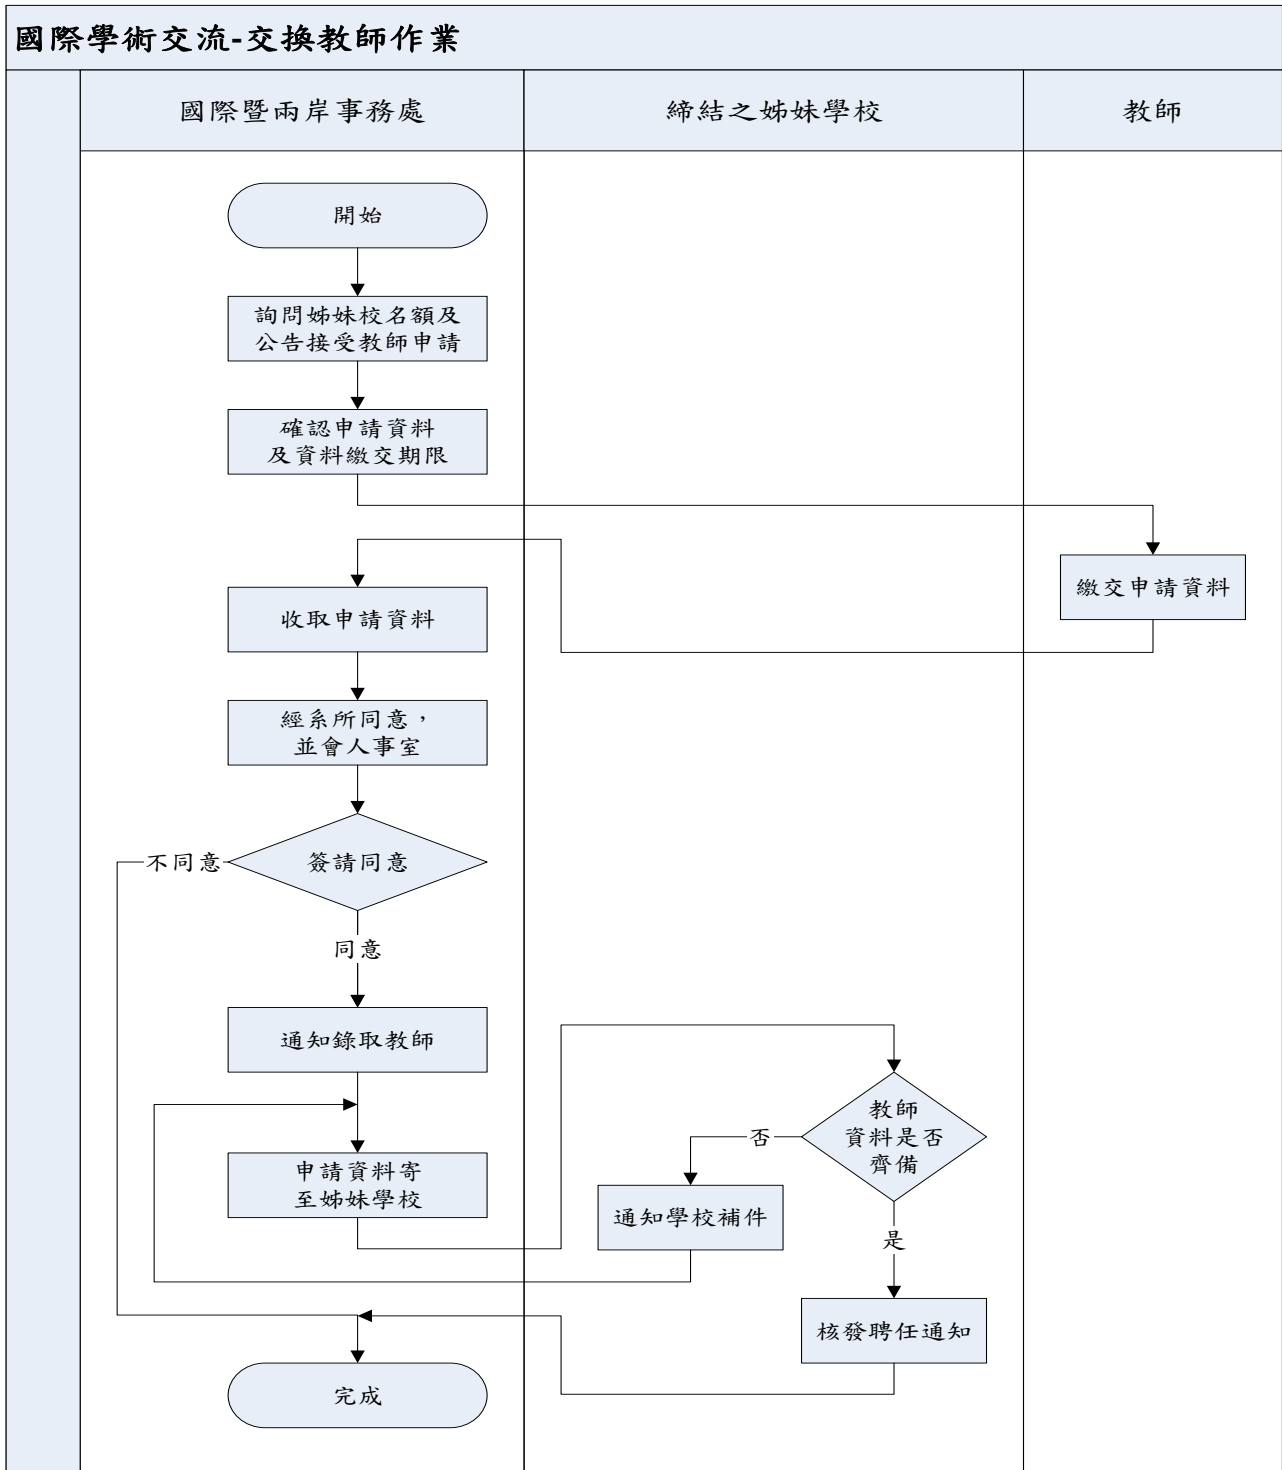 國際學術交流-交換教師作業
國際暨兩岸事務處
締結之姊妹學校
教師
開始
詢問姊妹校名額及
公告接受教師申請
確認申請資料
及資料繳交期限
繳交申請資料
收取申請資料
經系所同意，
並會人事室
簽請同意
不同意
同意
通知錄取教師
申請資料寄
至姊妹學校
教師
資料是否
齊備
否
通知學校補件
是
核發聘任通知
完成